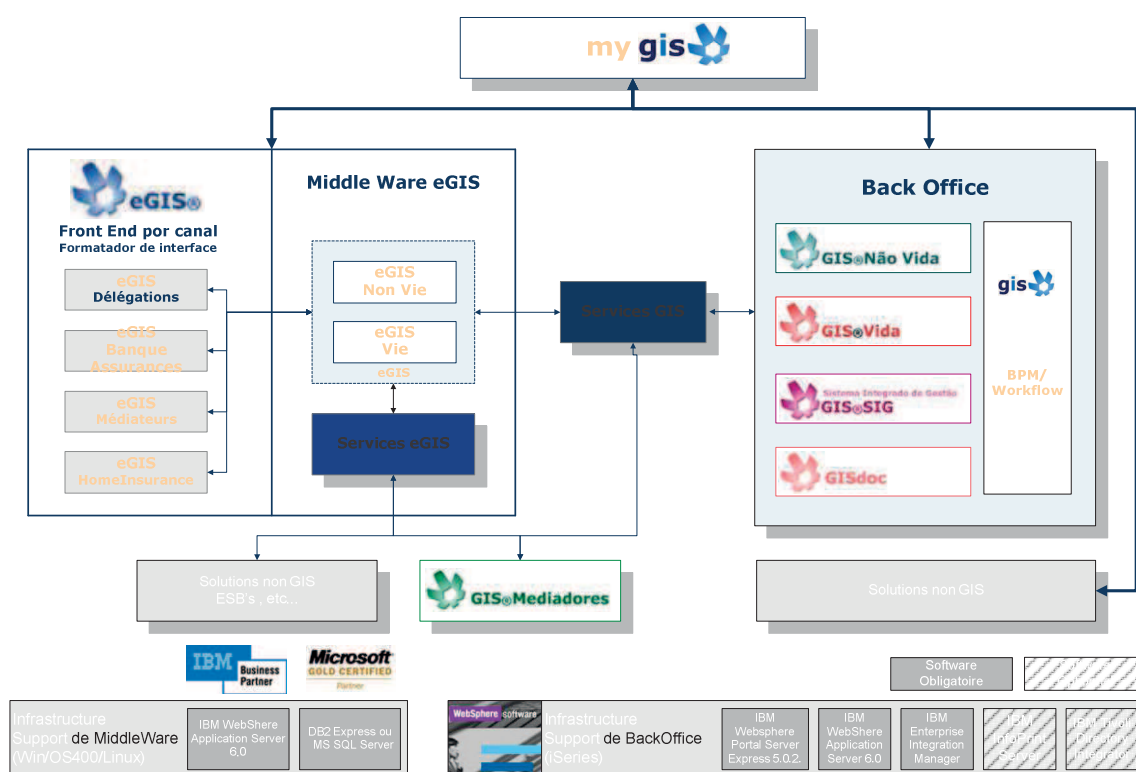 my gis
eGIS®
Front End por canal
Formatador de interface
eGIS
Délégations
eGIS
Banque
Assurances
eGIS
Médiateurs
eGIS
HomeInsurance
Middle Ware eGIS
eGIS
Non Vie
eGIS
Vie
eGIS
Services eGIS
Services GIS
Back Office
GIS®Não Vida
GIS®Vida
Sistema Integrado de Gestão
GIS®SIG
GISdoc
gis
BPM/
Workflow
Solutions non GIS
ESB's , etc...
GIS®Mediadores
Solutions non GIS
IBM
Business
Partner
Microsoft
GOLD CERTIFIED
Partner
Software
Obligatoire
Infrastructure
Support de MiddleWare
(Win/OS400/Linux)
IBM WebShere
Application Server
6.0
DB2 Express ou
MS SQL Server
WebSphere software
Infrastructure
Support de BackOffice
(iSeries)
IBM
Websphere
Portal Server
Express 5.0.2.
IBM
WebShere
Application
Server 6.0
IBM
Enterprise
Integration
Manager
IBM
Server